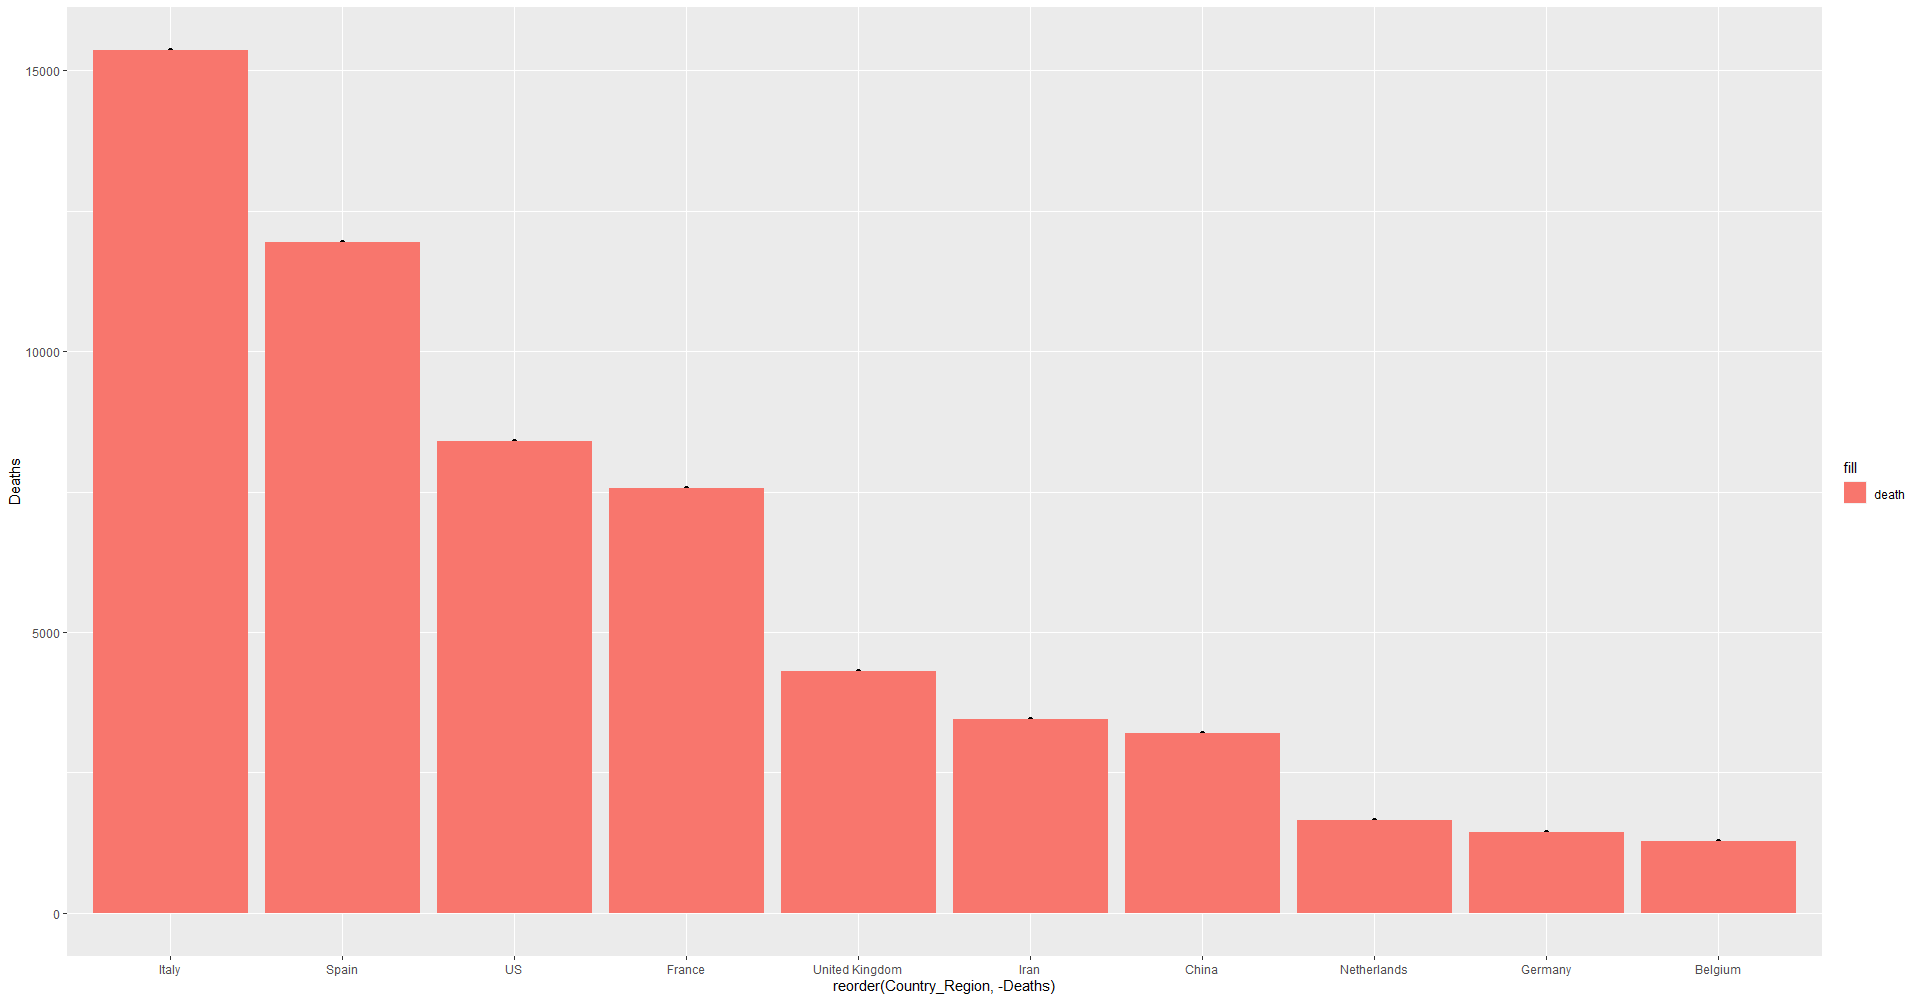 15000
10000
5000
0
Deaths
Italy Spain US France United Kingdom Iran China Netherlands Germany Belgium
reorder(Country_Region, -Deaths)
fill
death